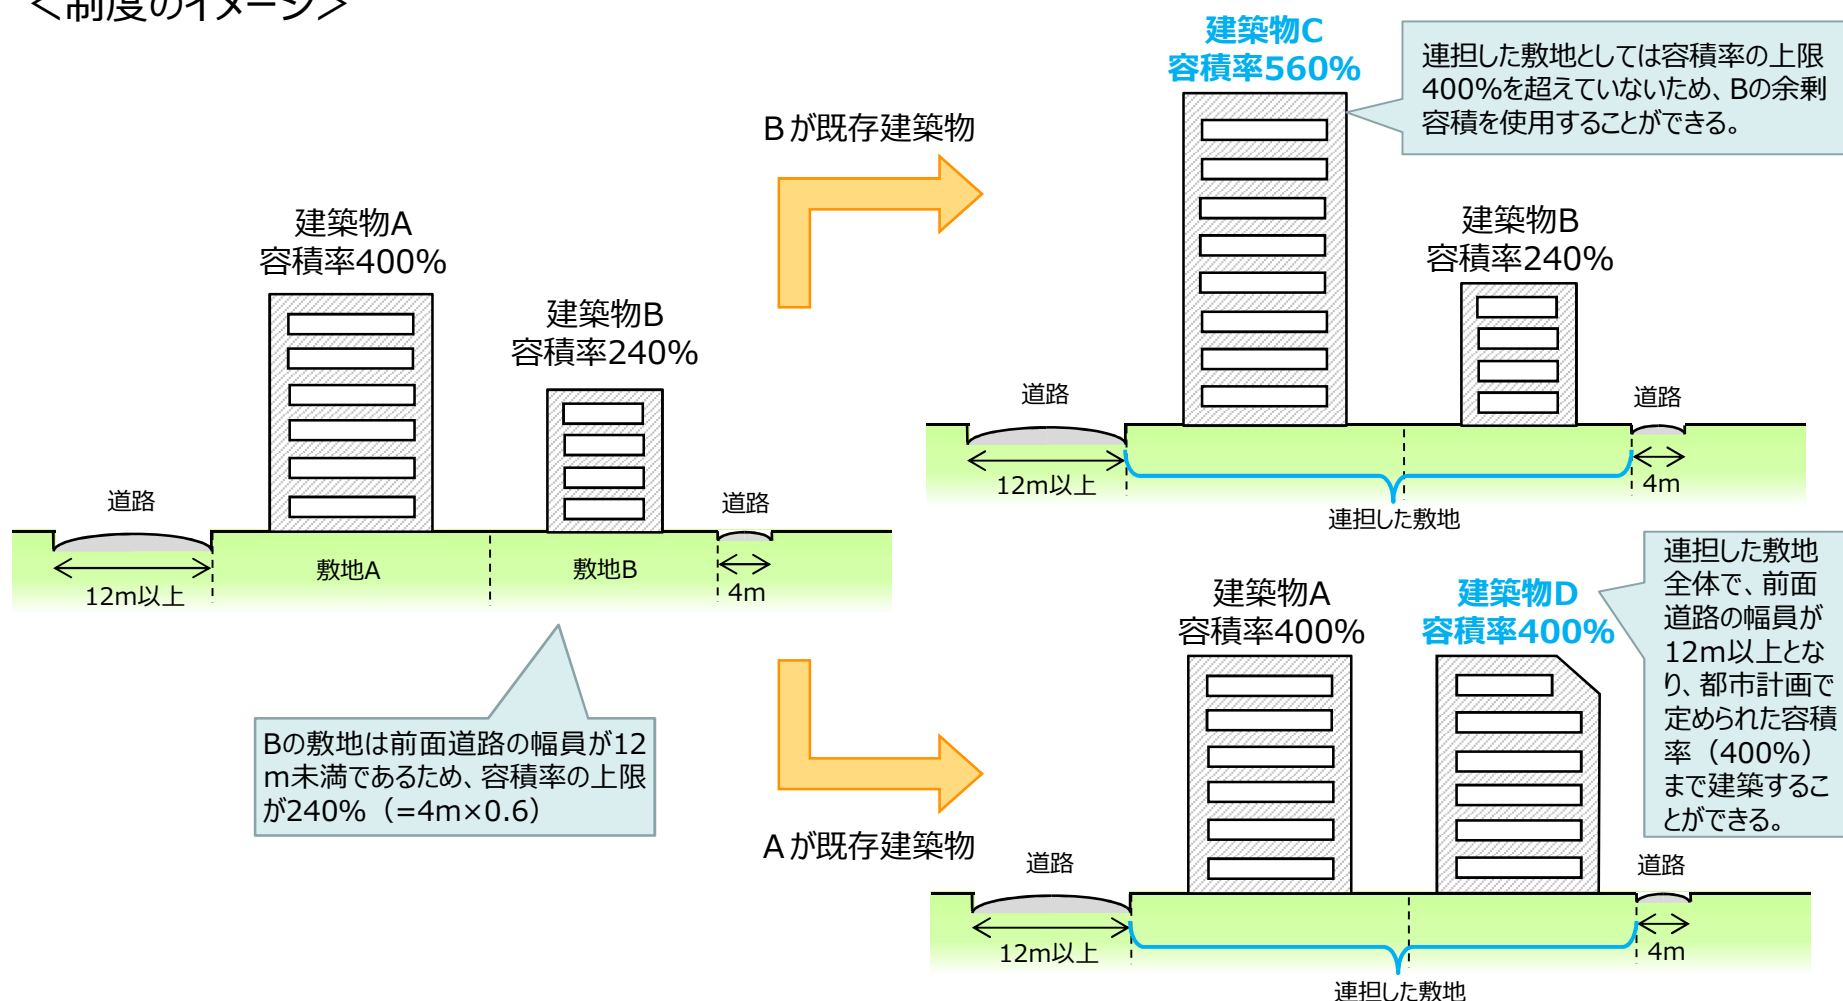 ＜制度のイメージ＞
建築物A
容積率400%
建築物B
容積率240%
道路
道路
12m以上
敷地A
敷地B
4m
Bの敷地は前面道路の幅員が12
m未満であるため、容積率の上限
が240%（=4m×0.6）
Bが既存建築物
建築物C
容積率560%
連担した敷地としては容積率の上限
400%を超えていないため、Bの余剰
容積を使用することができる。
建築物B
容積率240%
道路
道路
12m以上
4m
連担した敷地
Aが既存建築物
建築物A
容積率400%
建築物D
容積率400%
連担した敷地
全体で、前面
道路の幅員が
12m以上とな
り、都市計画で
定められた容積
率（400%）
まで建築するこ
とができる。
道路
道路
12m以上
4m
連担した敷地